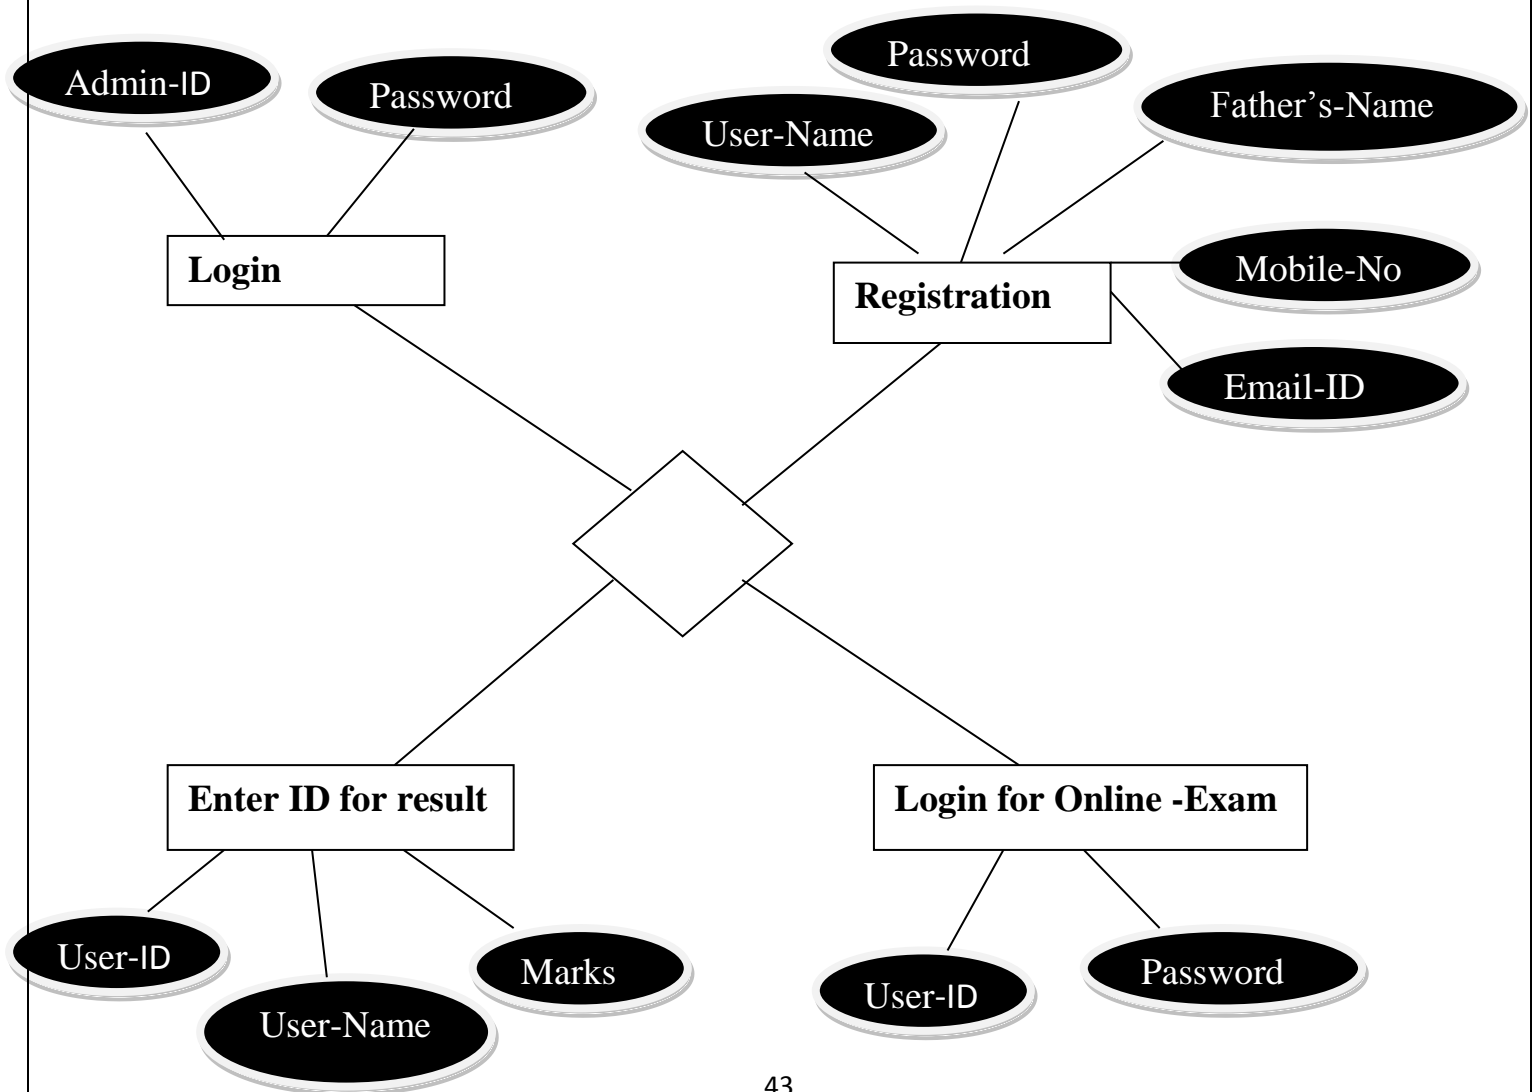 Admin-ID
Password
Password
User-Name
Father’s-Name
Login
Registration
Mobile-No
Email-ID
Enter ID for result
Login for Online -Exam
User-ID
User-Name
Marks
User-ID
Password
43